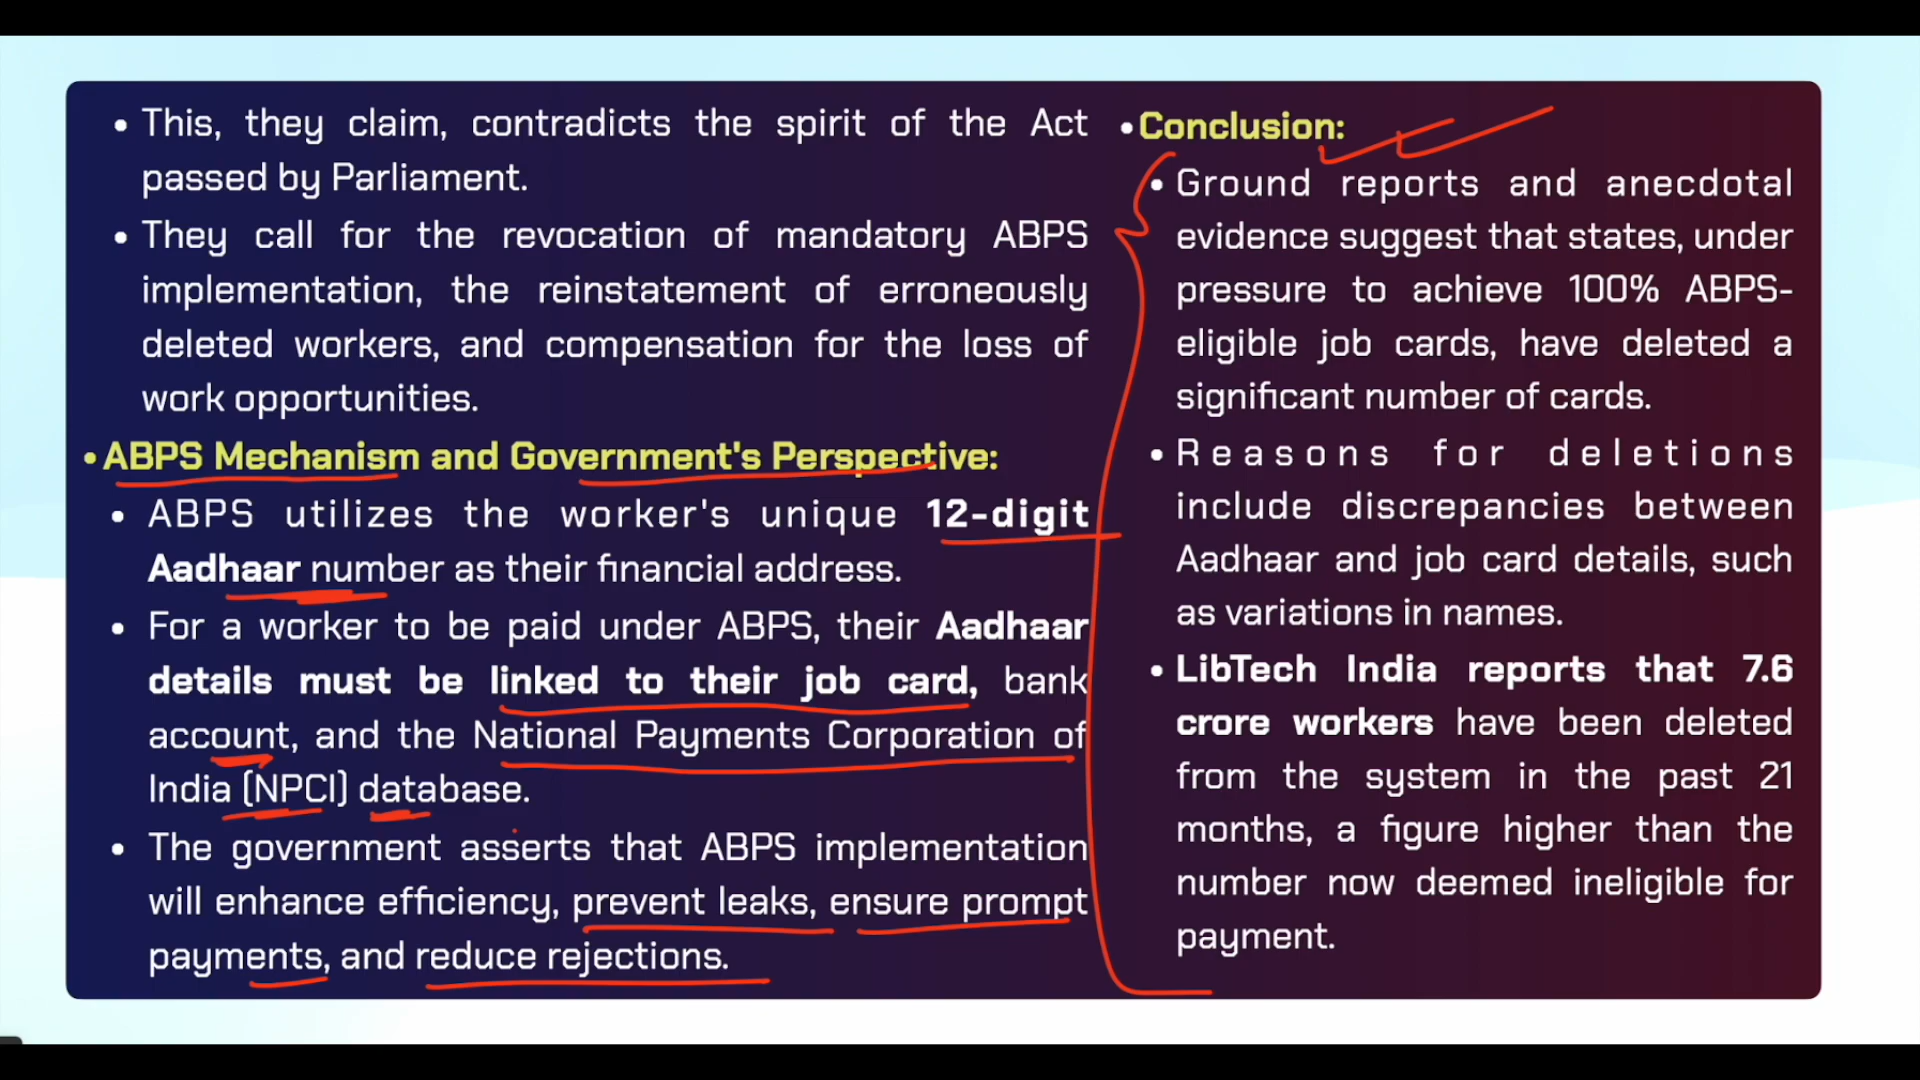 • This, they claim, contradicts the spirit of the Act
passed by Parliament.
• They call for the revocation of mandatory ABPS
implementation, the reinstatement of erroneously
deleted workers, and compensation for the loss of
work opportunities.
• ABPS Mechanism and Government's Perspective:
• ABPS utilizes the worker's unique 12-digit
Aadhaar number as their financial address.
• For a worker to be paid under ABPS, their Aadhaar
details must be linked to their job card, bank
account, and the National Payments Corporation of
India (NPCI) database.
• The government asserts that ABPS implementation
will enhance efficiency, prevent leaks, ensure prompt
payments, and reduce rejections.
• Conclusion:
• Ground reports and anecdotal
evidence suggest that states, under
pressure to achieve 100% ABPS-
eligible job cards, have deleted a
significant number of cards.
• Reasons for deletions
include discrepancies between
Aadhaar and job card details, such
as variations in names.
• LibTech India reports that 7.6
crore workers have been deleted
from the system in the past 21
months, a figure higher than the
number now deemed ineligible for
payment.